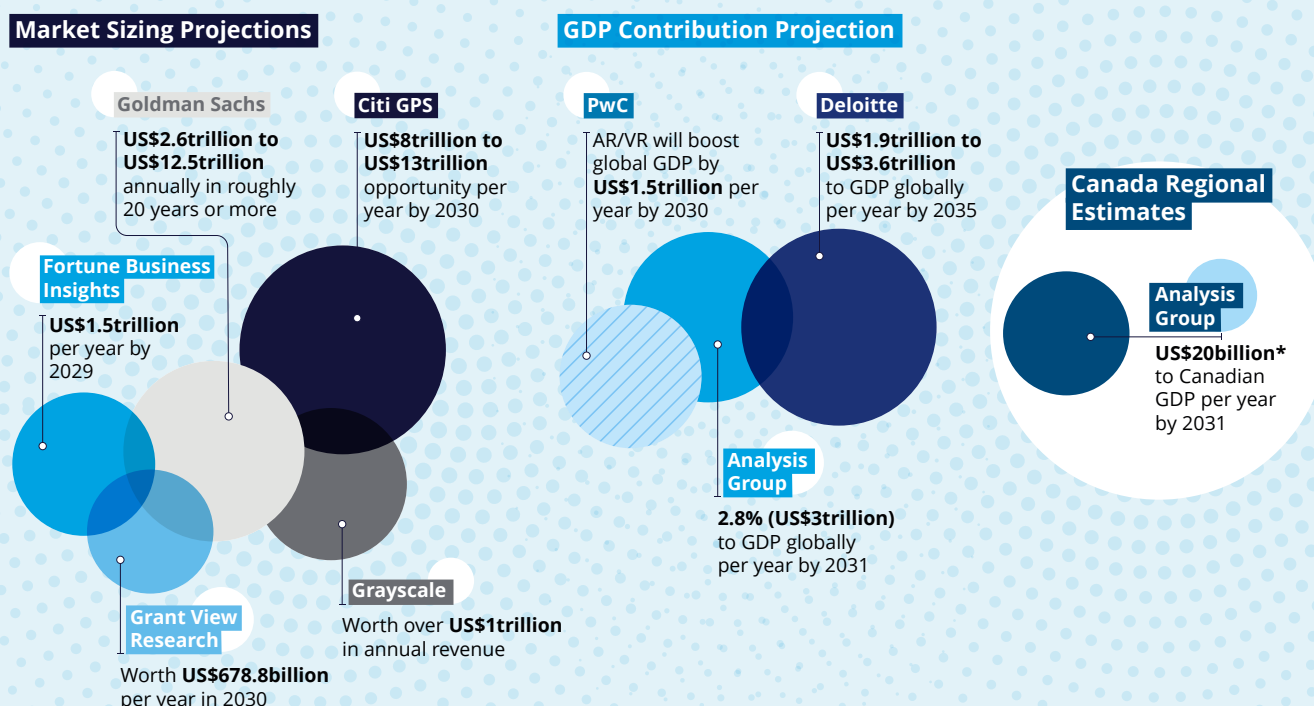 Market Sizing Projections
Goldman Sachs
US$2.6trillion to
US$12.5trillion
annually in roughly
20 years or more
Citi GPS
US$8trillion to
US$13trillion
opportunity per
year by 2030
Fortune Business
Insights
US$1.5trillion
per year by
2029
Grant View
Research
Worth US$678.8billion
per year in 2030
Grayscale
Worth over US$1trillion
in annual revenue
GDP Contribution Projection
PwC
AR/VR will boost
global GDP by
US$1.5trillion per
year by 2030
Deloitte
US$1.9trillion to
US$3.6trillion
to GDP globally
per year by 2035
Analysis
Group
2.8% (US$3trillion)
to GDP globally
per year by 2031
Canada Regional
Estimates
Analysis
Group
US$20billion*
to Canadian
GDP per year
by 2031